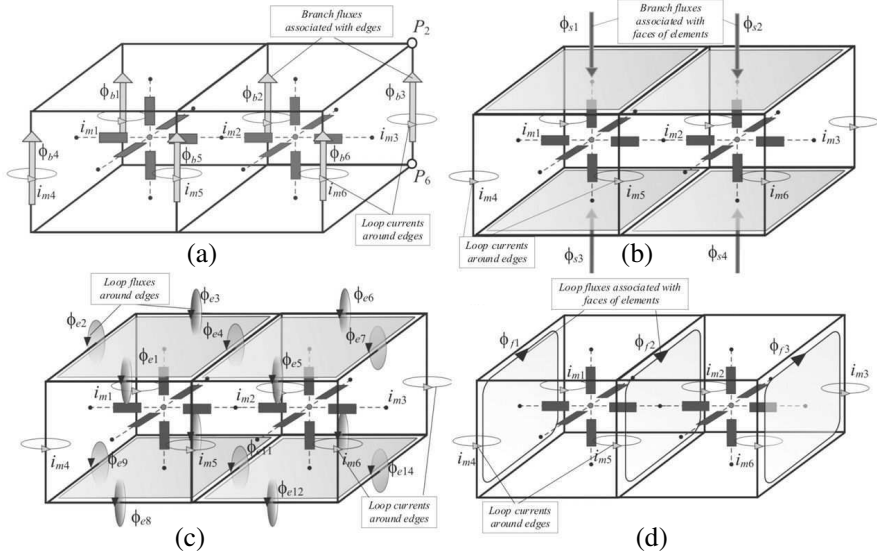 Branch fluxes
associated with edges
P2
ϕb1
ϕb2
ϕb3
im1
im2
im3
ϕb4
ϕb5
ϕb6
P6
im4
im5
im6
Loop currents
around edges
(a)
ϕs1
Branch fluxes
associated with
faces of elements
ϕs2
im1
im2
im3
im4
im5
im6
Loop currents
around edges
ϕs3
ϕs4
(b)
Loop fluxes
around edges
ϕe3
ϕe6
ϕe2
ϕe4
ϕe7
ϕe1
ϕe5
im1
im2
im3
im4
im5
im6
ϕe9
ϕe11
ϕe14
ϕe8
ϕe12
Loop currents
around edges
(c)
Loop fluxes associated with
faces of elements
ϕf1
ϕf2
ϕf3
im1
im2
im3
im4
im5
im6
Loop currents
around edges
(d)